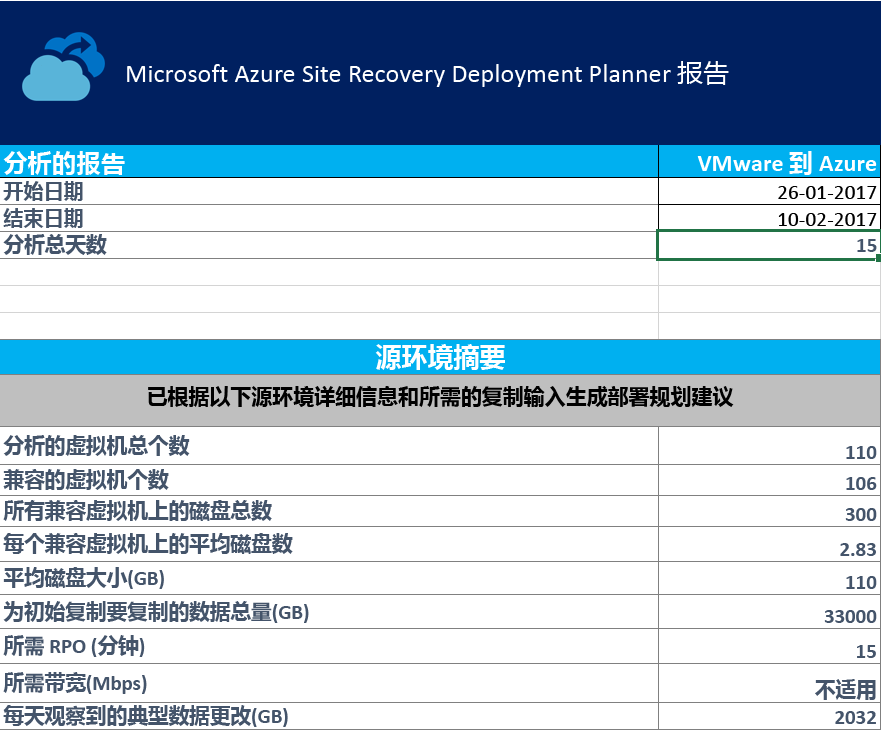 Microsoft Azure Site Recovery Deployment Planner 报告
分析的报告 VMware 到 Azure
开始日期 26-01-2017
结束日期 10-02-2017
分析总天数 15
源环境摘要
已根据以下源环境详细信息和所需的复制输入生成部署规划建议
分析的虚拟机总个数 110
兼容的虚拟机个数 106
所有兼容虚拟机上的磁盘总数 300
每个兼容虚拟机上的平均磁盘数 2.83
平均磁盘大小(GB) 110
为初始复制要复制的数据总量(GB) 33000
所需 RPO (分钟) 15
所需带宽(Mbps) 不适用
每天观察到的典型数据更改(GB) 2032